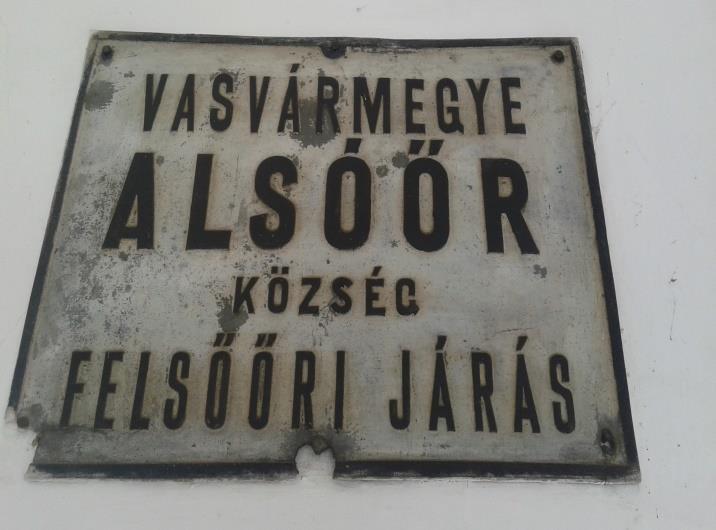 VASVÁRMEGYE
ALSÓŐR
KÖZSÉG
FELSŐŐRI JÁRÁS